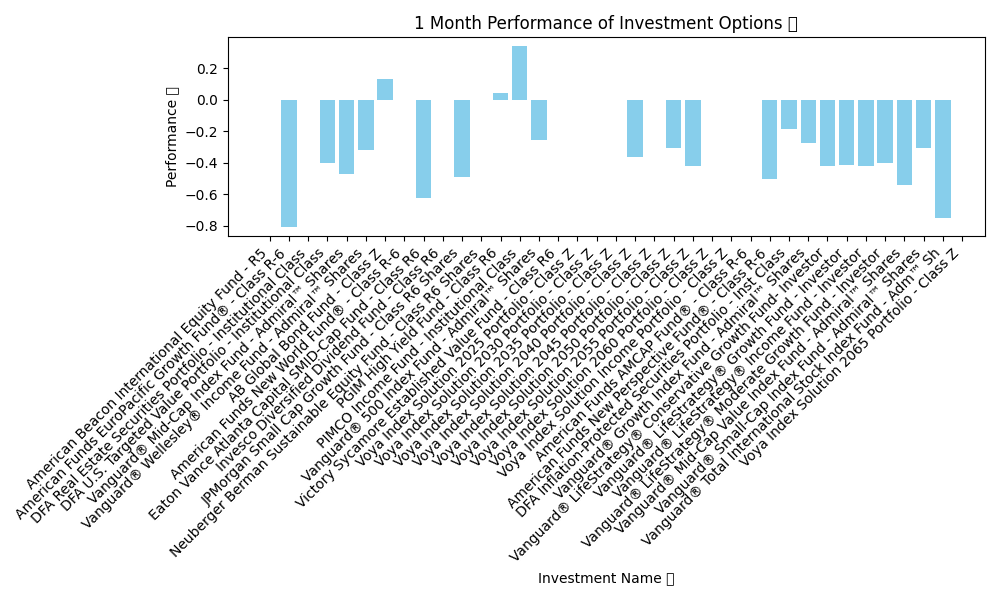 1 Month Performance of Investment Options
Performance
0.2
0.0
−0.2
−0.4
−0.6
−0.8
American Beacon International Equity Fund - R5
American Funds Europacific Growth Fund® - Class R-6
DFA Real Estate Securities Portfolio - Institutional Class
DFA U.S. Targeted Value Portfolio - Institutional Class
Vanguard® Mid-Cap Index Fund - Admiral™ Shares
Vanguard® Wellesley® Income Fund - Admiral™ Shares
AB Global Bond Fund - Class Z
American Funds New World Fund® - Class R-6
Eaton Vance Atlanta Capital SMID-Cap Fund - Class R6
Invesco Diversified Dividend Fund - Class R6
JPMorgan Small Cap Growth Fund - Class R6 Shares
Neuberger Berman Sustainable Equity Fund - Class R6 Shares
PGIM High Yield Fund - Class R6
PIMCO Income Fund - Institutional Class
Vanguard® 500 Index Fund - Admiral™ Shares
Victory Sycamore Established Value Fund - Class R6
Voya Index Solution 2025 Portfolio - Class Z
Voya Index Solution 2030 Portfolio - Class Z
Voya Index Solution 2035 Portfolio - Class Z
Voya Index Solution 2040 Portfolio - Class Z
Voya Index Solution 2045 Portfolio - Class Z
Voya Index Solution 2050 Portfolio - Class Z
Voya Index Solution 2055 Portfolio - Class Z
Voya Index Solution 2060 Portfolio - Class Z
Voya Index Solution Income Portfolio - Class Z
American Funds AMCAP Fund® - Class R-6
American Funds New Perspective Fund® - Class R-6
DFA Inflation-Protected Securities Portfolio - Inst Class
Vanguard® Growth Index Fund - Admiral™ Shares
Vanguard® LifeStrategy® Conservative Growth Fund- Investor
Vanguard® LifeStrategy® Growth Fund - Investor
Vanguard® LifeStrategy® Income Fund - Investor
Vanguard® LifeStrategy® Moderate Growth Fund - Investor
Vanguard® Mid-Cap Value Index Fund - Admiral™ Shares
Vanguard® Small-Cap Index Fund - Admiral™ Shares
Vanguard® Total International Stock Index Fund - Adm™ Sh
Voya Index Solution 2065 Portfolio - Class Z
Investment Name